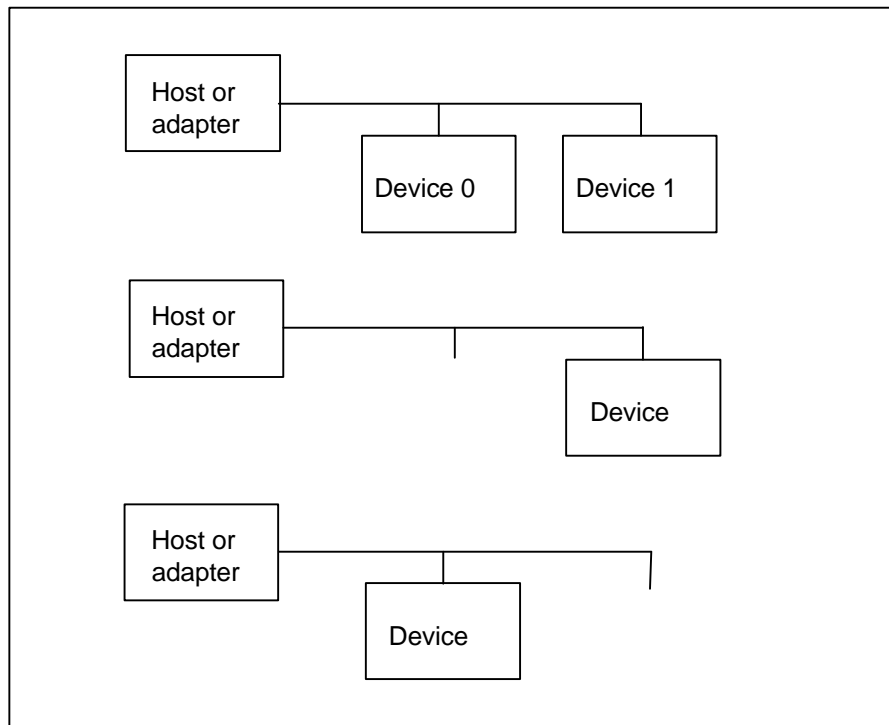 Host or
adapter
Device 0
Device 1
Host or
adapter
Device
Host or
adapter
Device